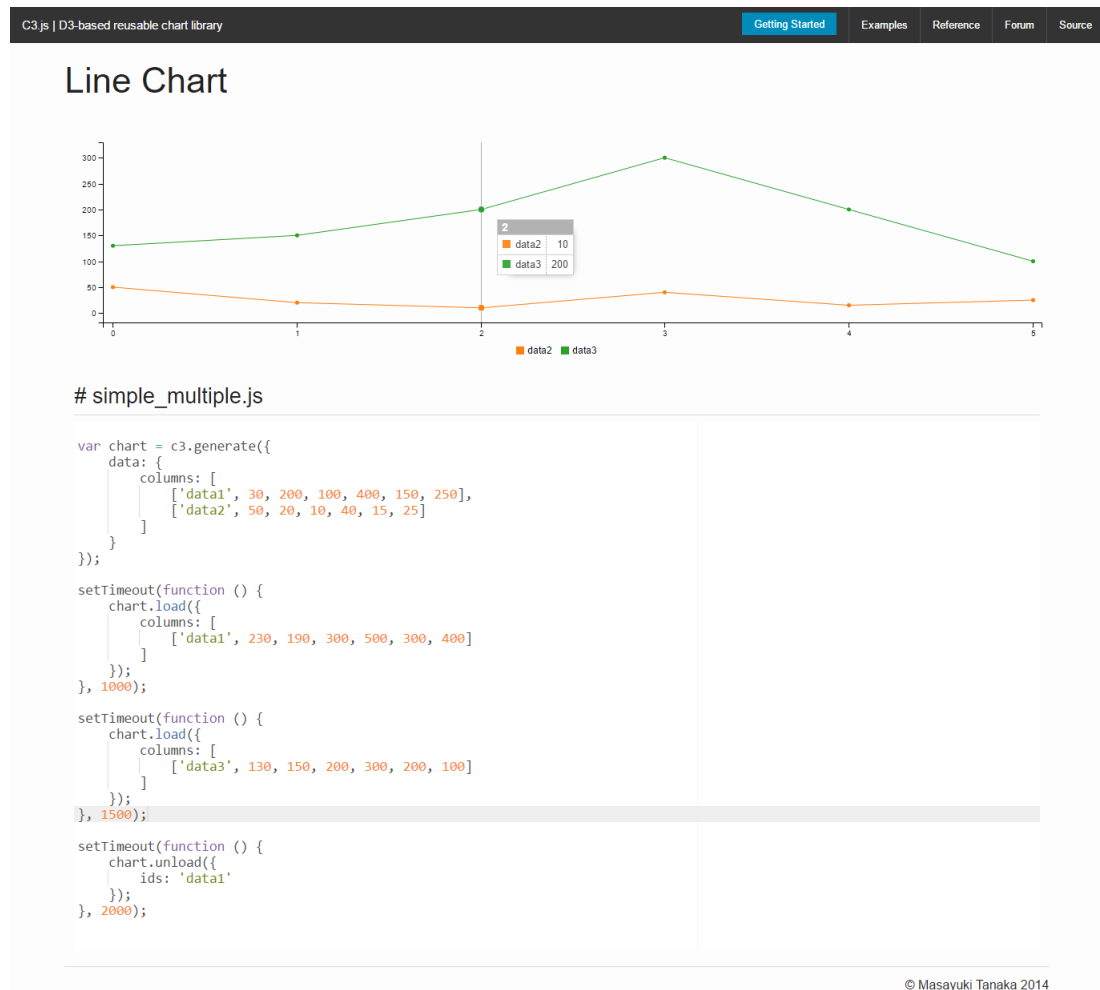 C3.js | D3-based reusable chart library
Getting Started
Examples
Reference
Forum
Source
Line Chart
300
250
200
150
100
50
0
0
1
2
3
4
5
2
data2 10
data3 200
data2 data3
# simple_multiple.js
var chart = c3.generate({
    data: {
        columns: [
            ['data1', 30, 200, 100, 400, 150, 250],
            ['data2', 50, 20, 10, 40, 15, 25]
        ]
    }
});
setTimeout(function () {
    chart.load({
        columns: [
            ['data1', 230, 190, 300, 500, 300, 400]
        ]
    });
}, 1000);
setTimeout(function () {
    chart.load({
        columns: [
            ['data3', 130, 150, 200, 300, 200, 100]
        ]
    });
}, 1500);
setTimeout(function () {
    chart.unload({
        ids: 'data1'
    });
}, 2000);
© Masayuki Tanaka 2014